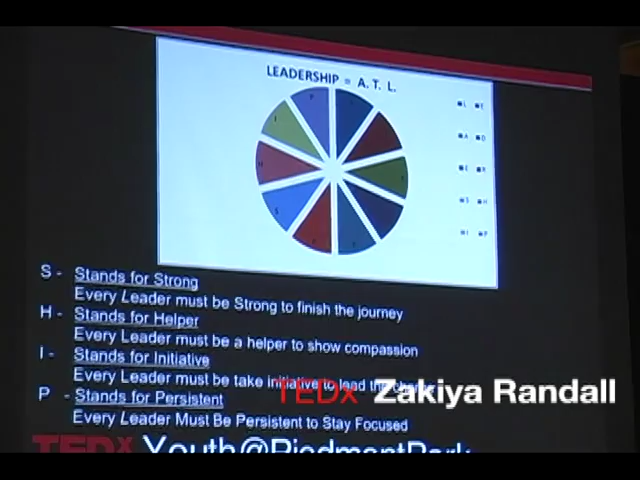 LEADERSHIP = A. T. L.
L E
A D
E R
S H
I P
S - Stands for Strong
Every Leader must be Strong to finish the journey
H - Stands for Helper
Every Leader must be a helper to show compassion
I - Stands for Initiative
Every Leader must be take initiative to lead the
P - Stands for Persistent
Every Leader Must Be Persistent to Stay Focused
TEDx Zakiya Randall
TEDx Youth@PiedmontPark